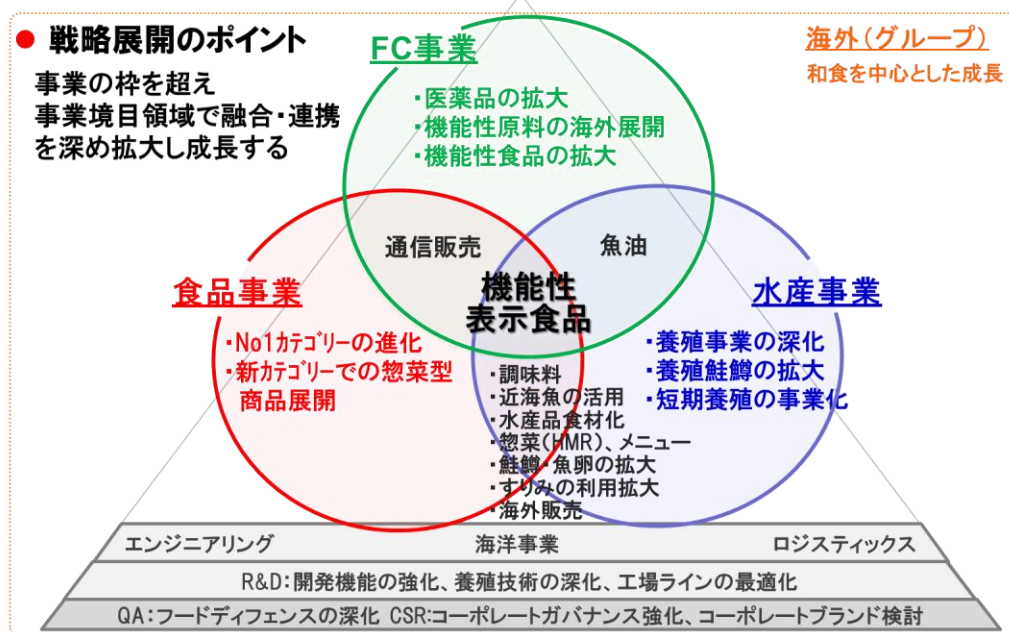 ● 戦略展開のポイント
事業の枠を超え
事業境目領域で融合・連携
を深め拡大し成長する
FC事業
・医薬品の拡大
・機能性原料の海外展開
・機能性食品の拡大
海外(グループ)
和食を中心とした成長
通信販売
魚油
機能性
表示食品
食品事業
・No1ｶﾃｺﾞﾘｰの進化
・新ｶﾃｺﾞﾘｰでの惣菜型
商品展開
水産事業
・養殖事業の深化
・養殖鮭鱒の拡大
・短期養殖の事業化
・調味料
・近海魚の活用
・水産品食材化
・惣菜(HMR)、メニュー
・鮭鱒・魚卵の拡大
・すりみの利用拡大
・海外販売
エンジニアリング 海洋事業 ロジスティックス
R&D:開発機能の強化、養殖技術の深化、工場ラインの最適化
QA:フードディフェンスの深化 CSR:コーポレートガバナンス強化、コーポレートブランド検討